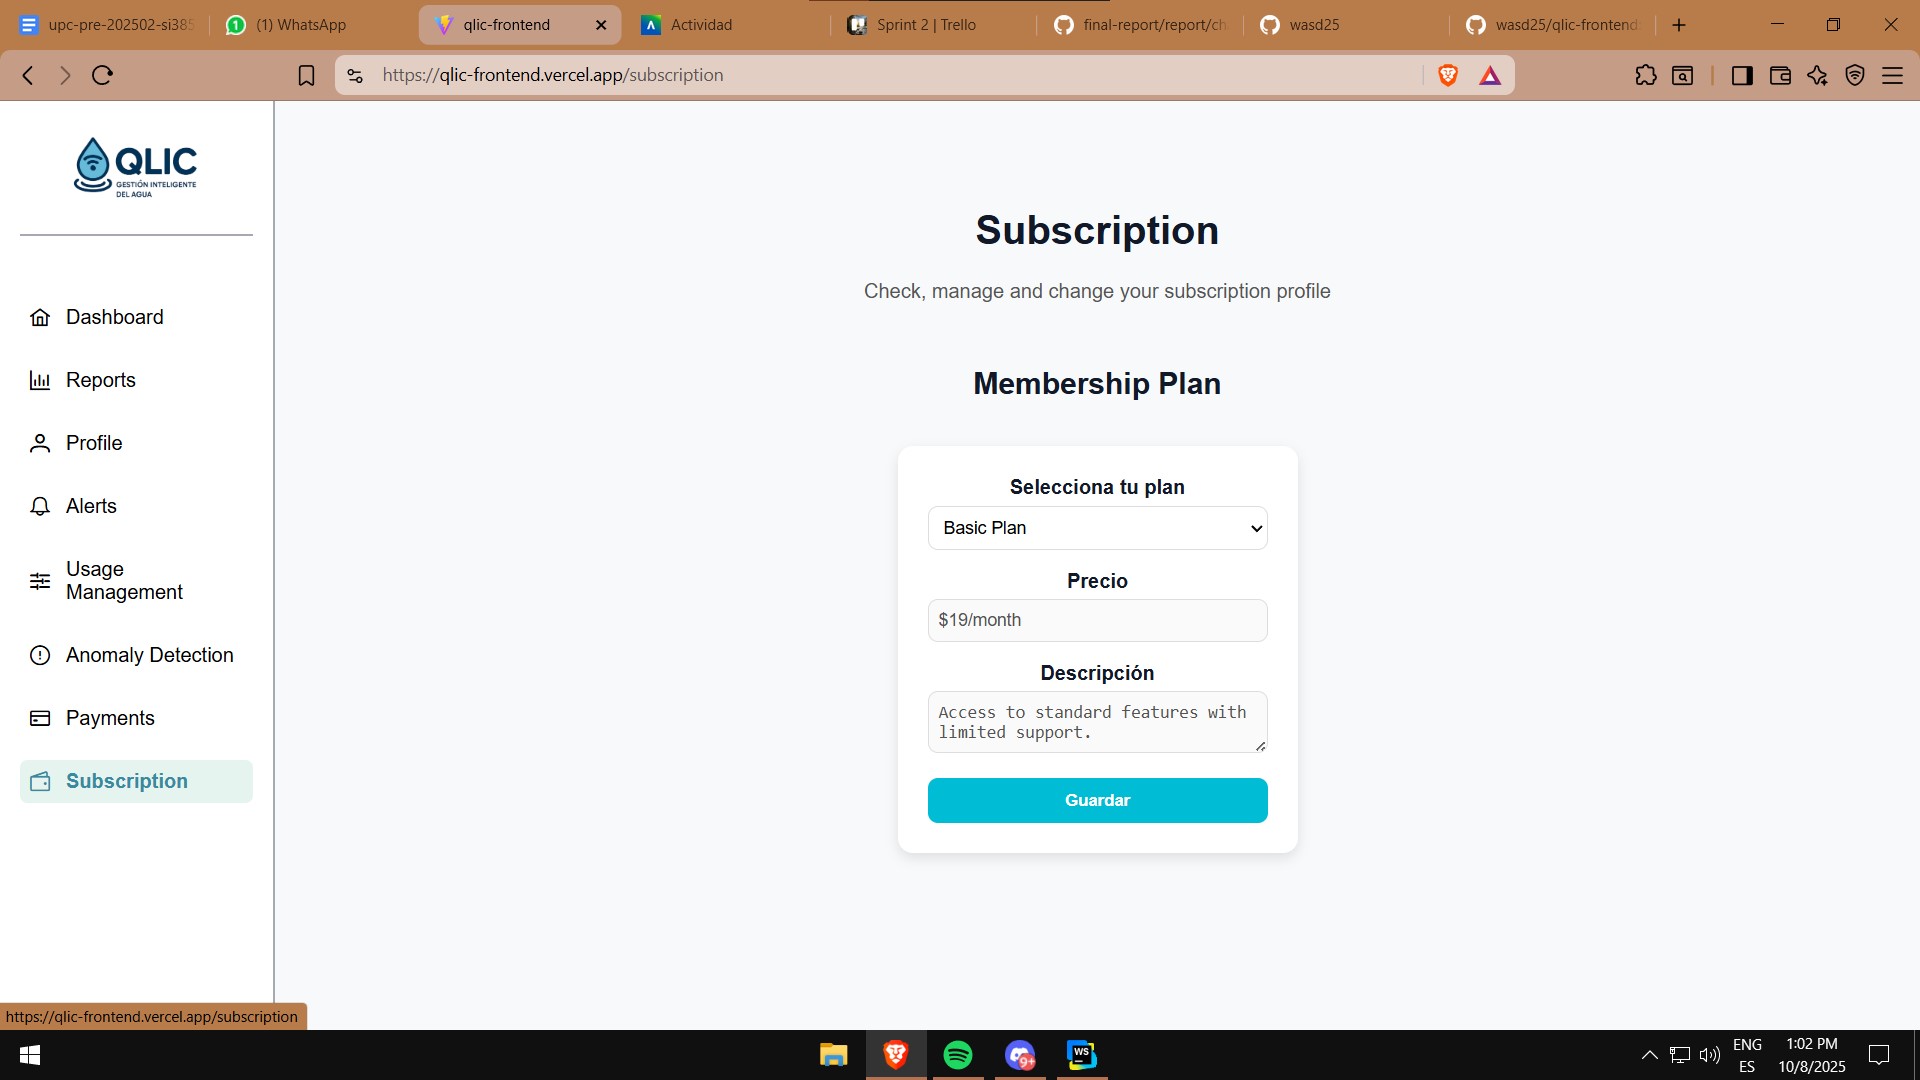 upc-pre-202502-si385
(1) WhatsApp
qlic-frontend
Actividad
Sprint 2 | Trello
final-report/report/ch
wasd25
wasd25/qlic-frontend
https://qlic-frontend.vercel.app/subscription
QLIC
GESTIÓN INTELIGENTE
DEL AGUA
Dashboard
Reports
Profile
Alerts
Usage
Management
Anomaly Detection
Payments
Subscription
Subscription
Check, manage and change your subscription profile
Membership Plan
Selecciona tu plan
Basic Plan
Precio
$19/month
Descripción
Access to standard features with
limited support.
Guardar
https://qlic-frontend.vercel.app/subscription
9+
WS
ENG
ES
1:02 PM
10/8/2025